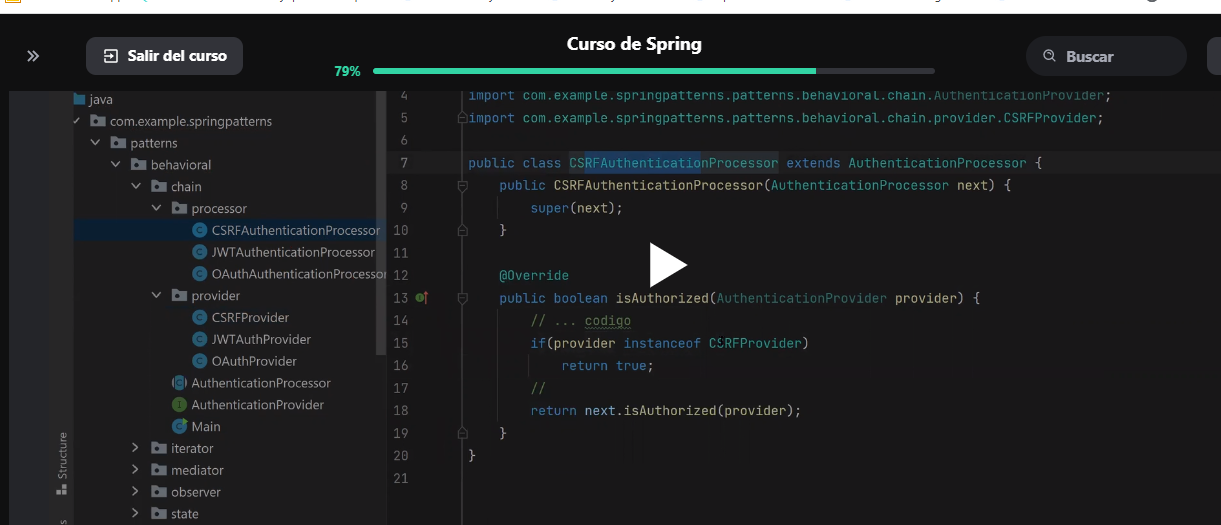 Salir del curso
Curso de Spring
79%
Buscar
java
com.example.springpatterns
patterns
behavioral
chain
processor
CSRFAuthenticationProcessor
JWTAuthenticationProcessor
OAuthAuthenticationProcessor
provider
CSRFProvider
JWTAuthProvider
OAuthProvider
AuthenticationProcessor
AuthenticationProvider
Main
iterator
mediator
observer
state
Structure
4 import com.example.springpatterns.patterns.behavioral.chain.AuthenticationProvider;
5 import com.example.springpatterns.patterns.behavioral.chain.provider.CSRFProvider;
6
7 public class CSRFAuthenticationProcessor extends AuthenticationProcessor {
8 public CSRFAuthenticationProcessor(AuthenticationProcessor next) {
9 super(next);
10 }
11
12 @Override
13 public boolean isAuthorized(AuthenticationProvider provider) {
14 // ... codigo
15 if(provider instanceof CSRFProvider)
16 return true;
17 //
18 return next.isAuthorized(provider);
19 }
20 }
21